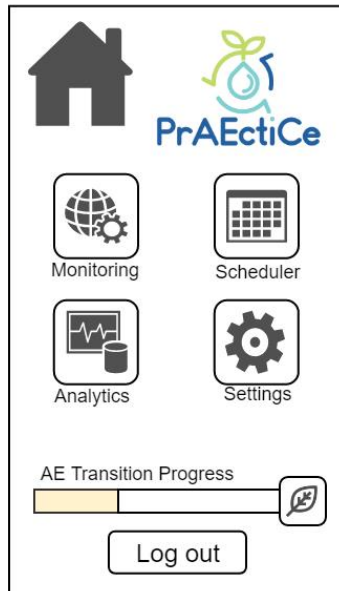 PrAEctiCe
Monitoring
Scheduler
Analytics
Settings
AE Transition Progress
Log out